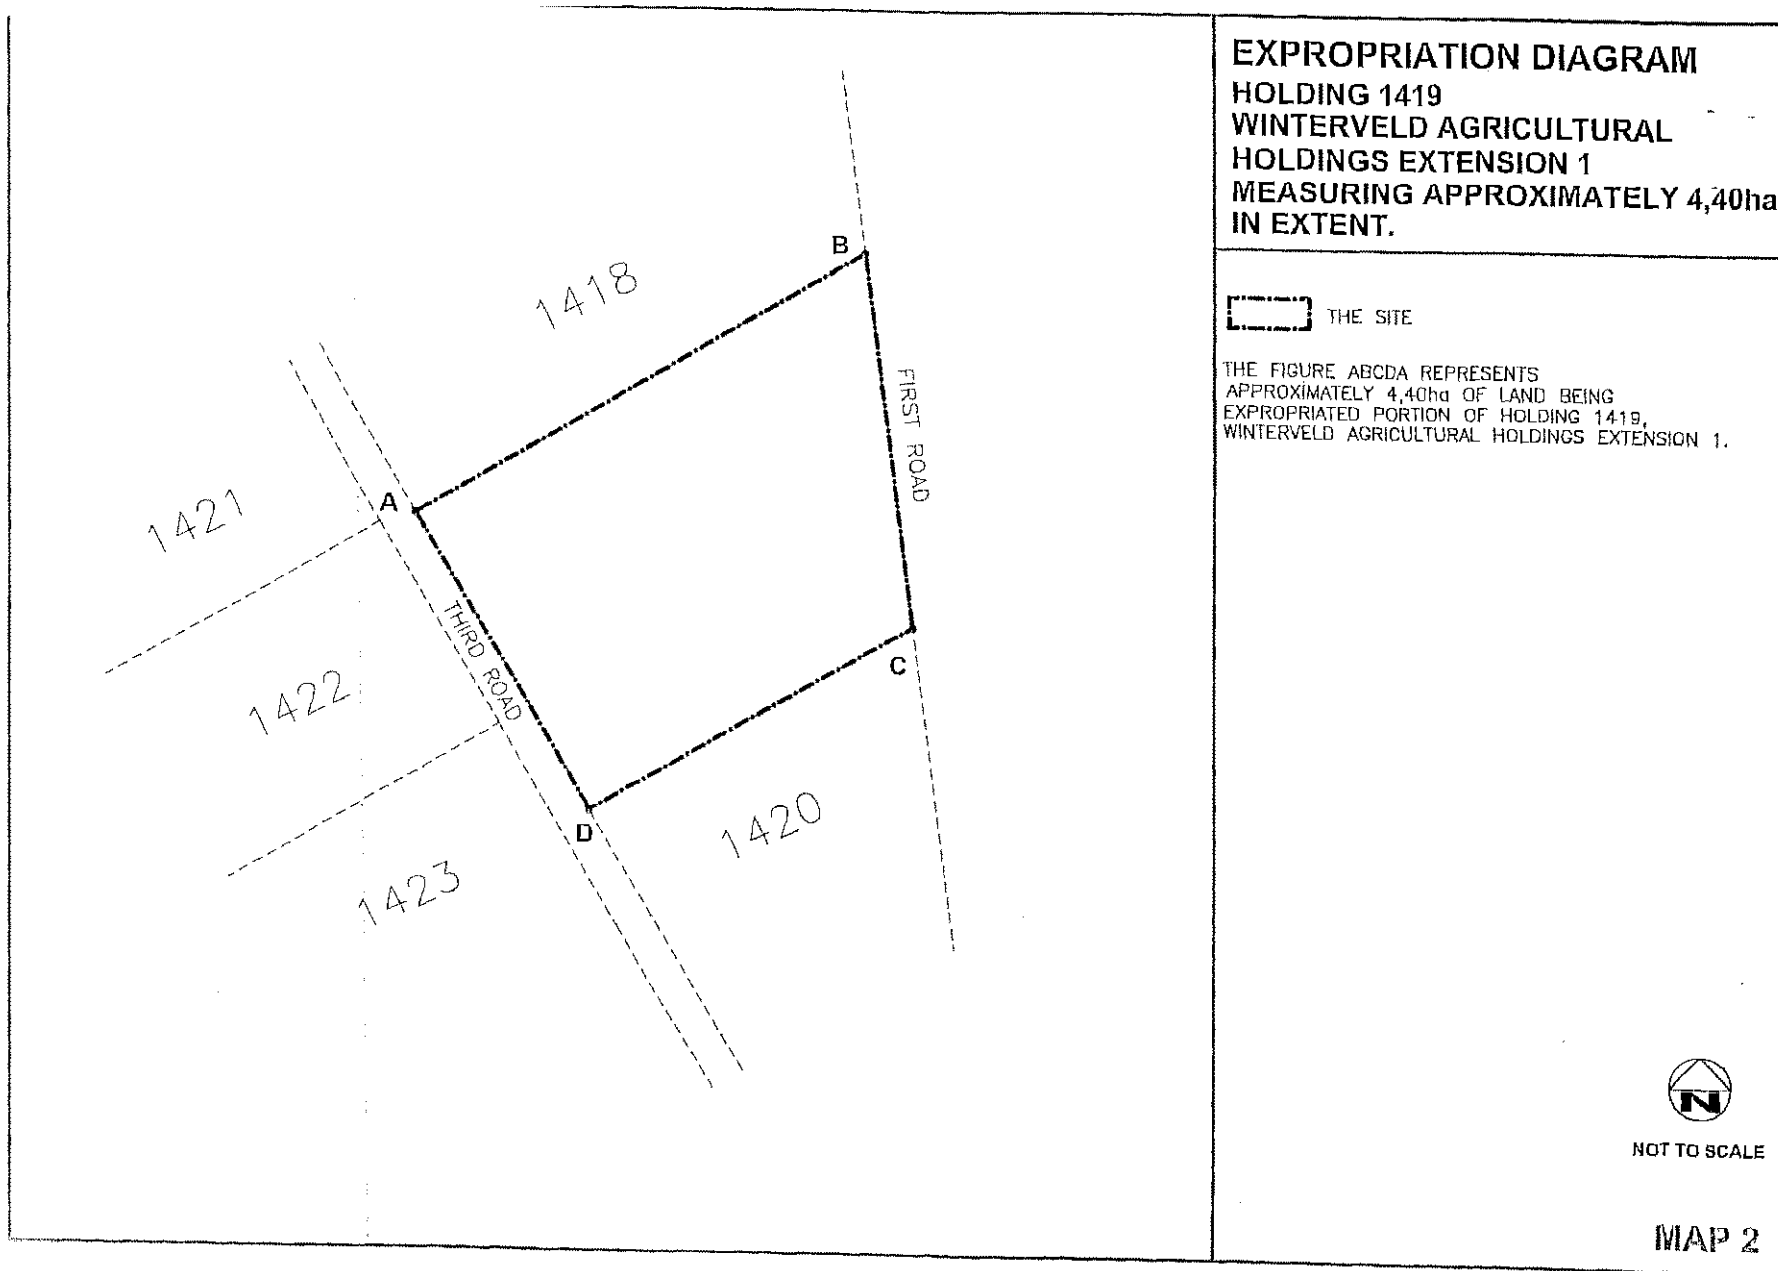 EXPROPRIATION DIAGRAM
HOLDING 1419
WINTERVELD AGRICULTURAL
HOLDINGS EXTENSION 1
MEASURING APPROXIMATELY 4,40ha
IN EXTENT.
THE SITE
THE FIGURE ABCDA REPRESENTS
APPROXIMATELY 4,40ha OF LAND BEING
EXPROPRIATED PORTION OF HOLDING 1419,
WINTERVELD AGRICULTURAL HOLDINGS EXTENSION 1.
B
1418
FIRST ROAD
A
1421
THIRD ROAD
C
1422
D
1420
1423
N
NOT TO SCALE
MAP 2